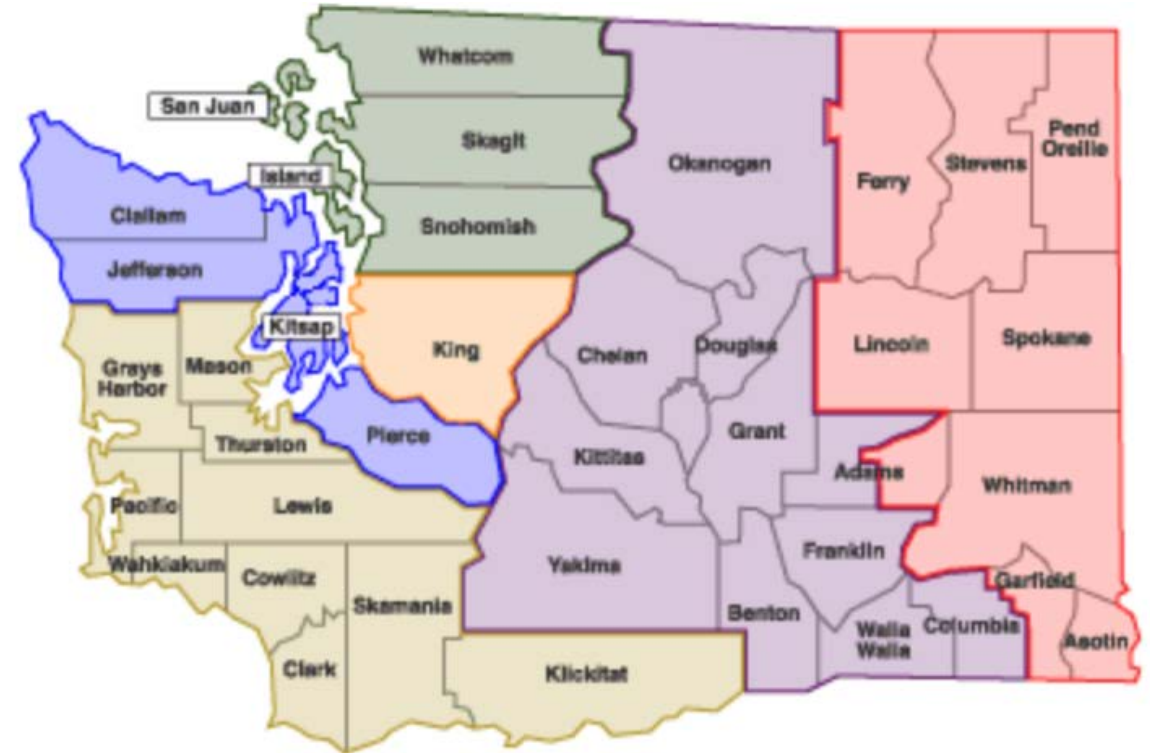 Whatcom
San Juan
Skagit
Island
Snohomish
Okanogan
Ferry
Stevens
Pend
Oreille
Clallam
Jefferson
Kitsap
King
Chelan
Douglas
Lincoln
Spokane
Grays
Harbor
Mason
Thurston
Pierce
Kittitas
Grant
Adams
Whitman
Pacific
Lewis
Wahkiakum
Cowlitz
Skamania
Yakima
Franklin
Benton
Walla
Walla
Columbia
Garfield
Asotin
Clark
Klickitat